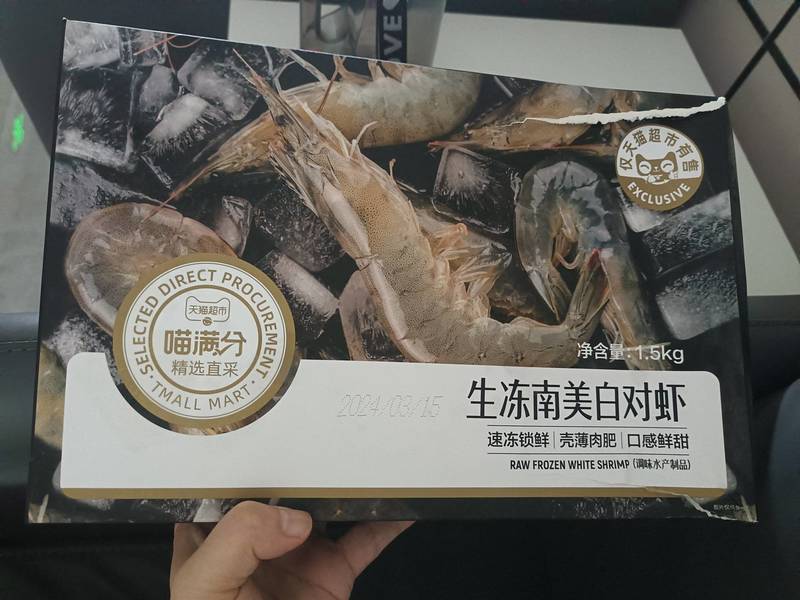 OVE
仅天猫超市有售
EXCLUSIVE
SELECTED DIRECT PROCUREMENT
天猫超市
喵满分
精选直采
·TMALL MART·
净含量:1.5kg
2024/03/15
生冻南美白对虾
速冻锁鲜|壳薄肉肥|口感鲜甜
RAW FROZEN WHITE SHRIMP (调味水产制品)